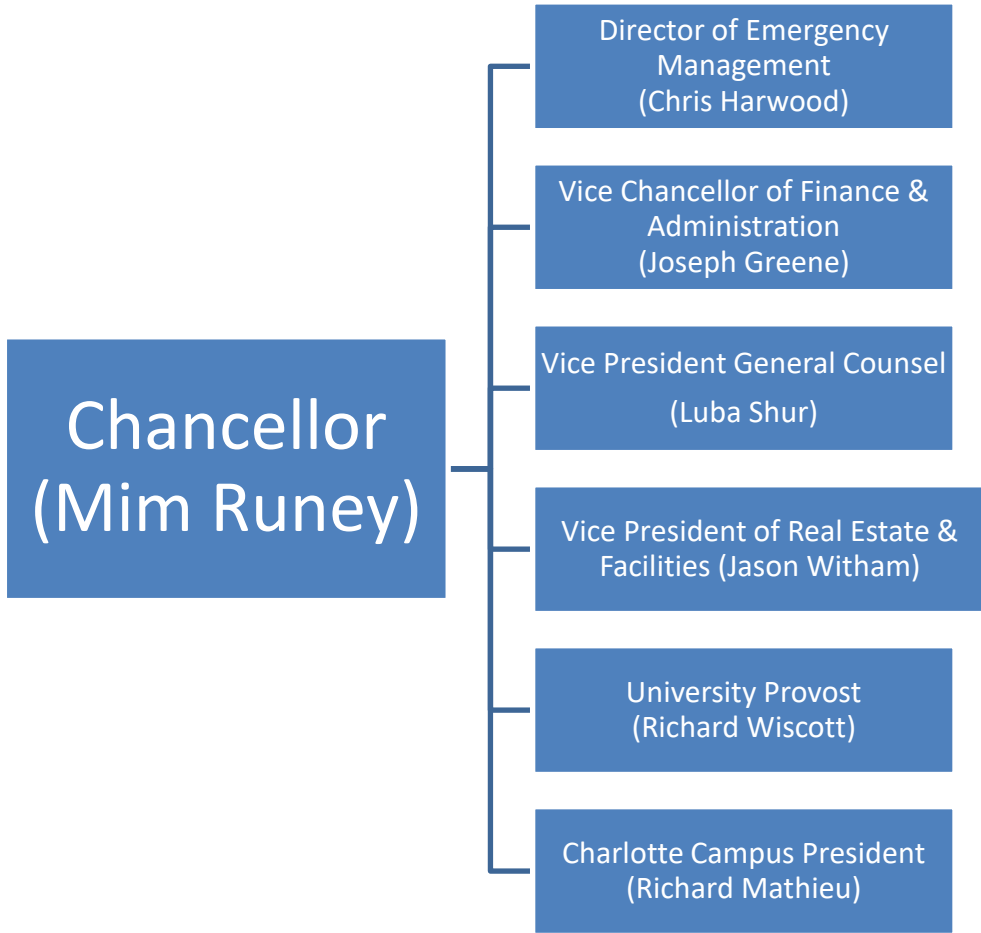 Chancellor
(Mim Runey)
Director of Emergency
Management
(Chris Harwood)
Vice Chancellor of Finance &
Administration
(Joseph Greene)
Vice President General Counsel
(Luba Shur)
Vice President of Real Estate &
Facilities (Jason Witham)
University Provost
(Richard Wiscott)
Charlotte Campus President
(Richard Mathieu)